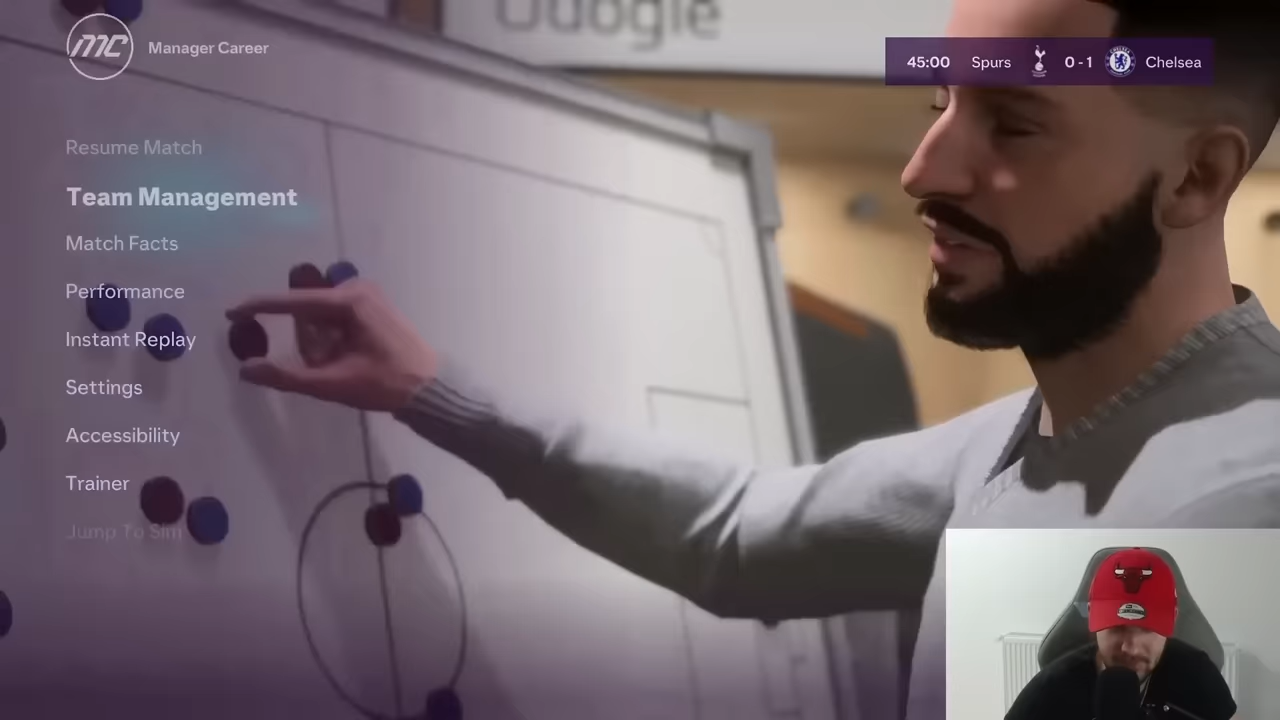 Udogie
MC Manager Career
45:00 Spurs 0 - 1 Chelsea
Resume Match
Team Management
Match Facts
Performance
Instant Replay
Settings
Accessibility
Trainer
Jump To Sim